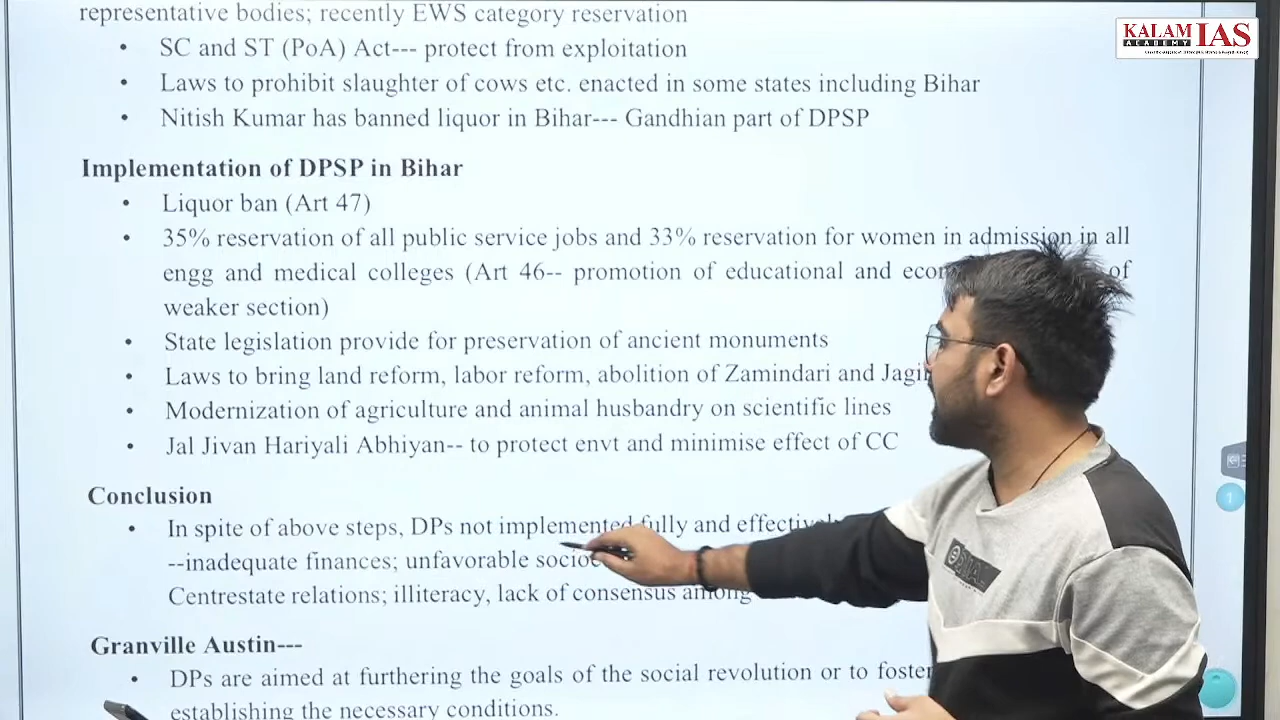 representative bodies; recently EWS category reservation
KALAM IAS
ACADEMY
• SC and ST (PoA) Act--- protect from exploitation
• Laws to prohibit slaughter of cows etc. enacted in some states including Bihar
• Nitish Kumar has banned liquor in Bihar--- Gandhian part of DPSP
Implementation of DPSP in Bihar
• Liquor ban (Art 47)
• 35% reservation of all public service jobs and 33% reservation for women in admission in all
engg and medical colleges (Art 46-- promotion of educational and of
weaker section)
• State legislation provide for preservation of ancient monuments
• Laws to bring land reform, labor reform, abolition of Zamindari and
• Modernization of agriculture and animal husbandry on scientific lines
• Jal Jivan Hariyali Abhiyan-- to protect envt and minimise effect of CC
Conclusion
• In spite of above steps, DPs not implemented fully and
--inadequate finances; unfavorable
Centrestate relations; illiteracy, lack of consensus among
Granville Austin---
• DPs are aimed at furthering the goals of the social revolution or to foster
establishing the necessary conditions.
1